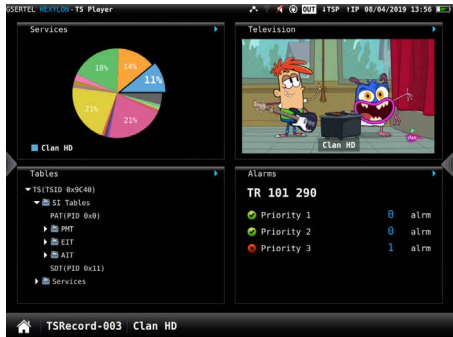 GSERTEL HEXYLON-TS Player
OUT ↓TSP ↑IP 08/04/2019 13:56
Services
18%
14%
11%
21%
21%
Clan HD
Television
Clan HD
clan
Tables
TS(TSID 0x9C40)
SI Tables
PAT(PID 0x0)
PMT
EIT
AIT
SDT(PID 0x11)
Services
Alarms
TR 101 290
Priority 1 0 alrm
Priority 2 0 alrm
Priority 3 1 alrm
TSRecord-003 Clan HD